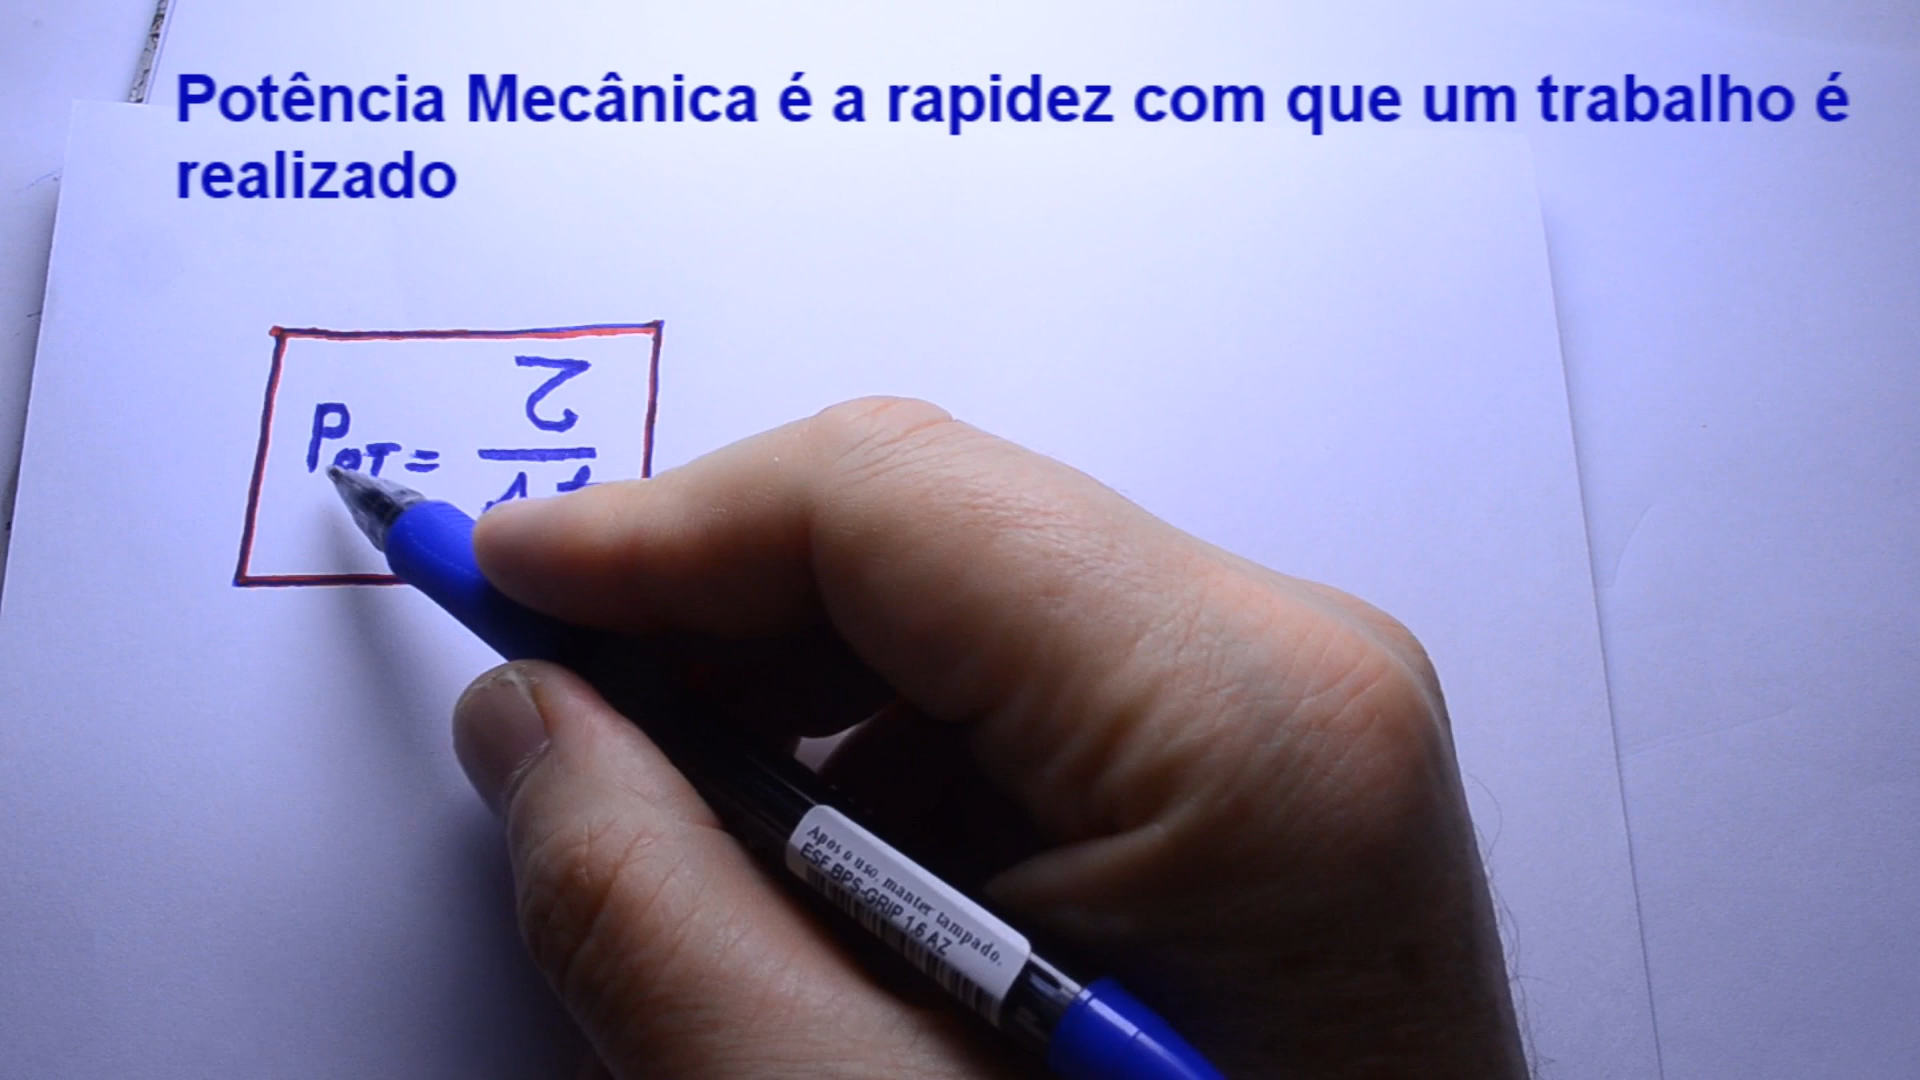 Potência Mecânica é a rapidez com que um trabalho é
realizado
τ
POT =
Δt
Após o uso, manter tampado.
ESF BPS-GRIP 1.6 AZ